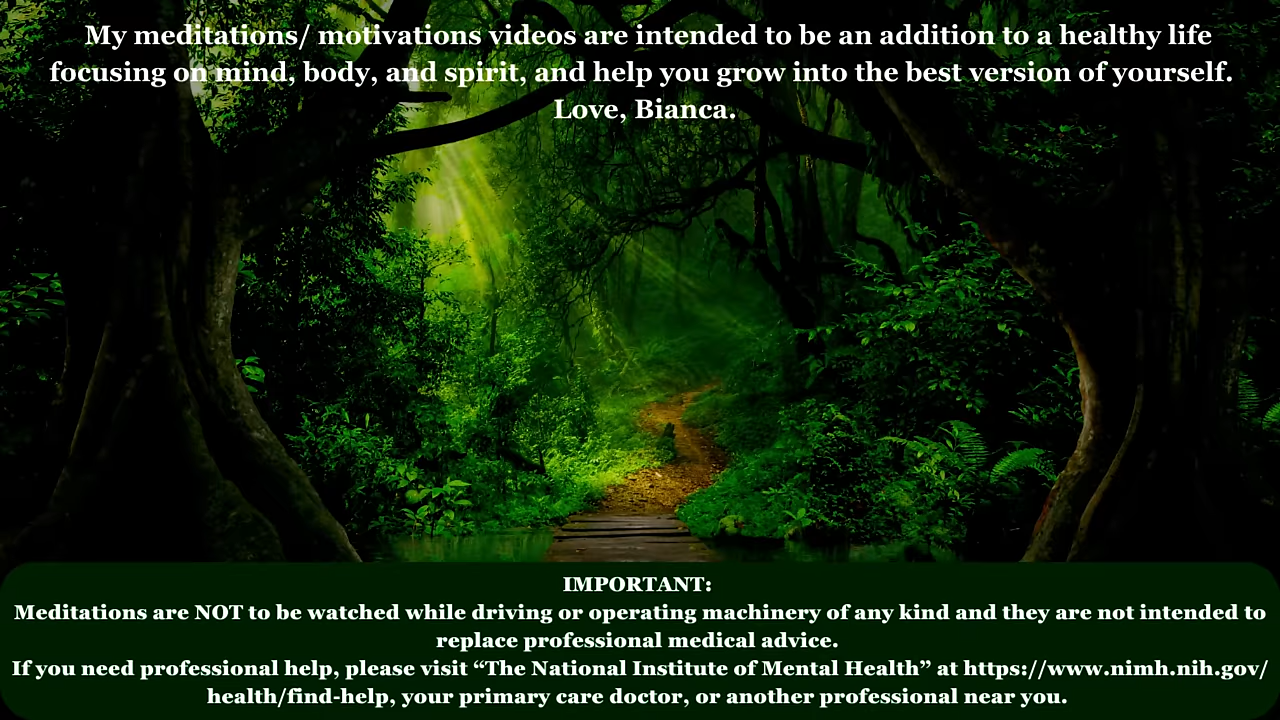 My meditations/ motivations videos are intended to be an addition to a healthy life
focusing on mind, body, and spirit, and help you grow into the best version of yourself.
Love, Bianca.
IMPORTANT:
Meditations are NOT to be watched while driving or operating machinery of any kind and they are not intended to
replace professional medical advice.
If you need professional help, please visit “The National Institute of Mental Health” at https://www.nimh.nih.gov/
health/find-help, your primary care doctor, or another professional near you.